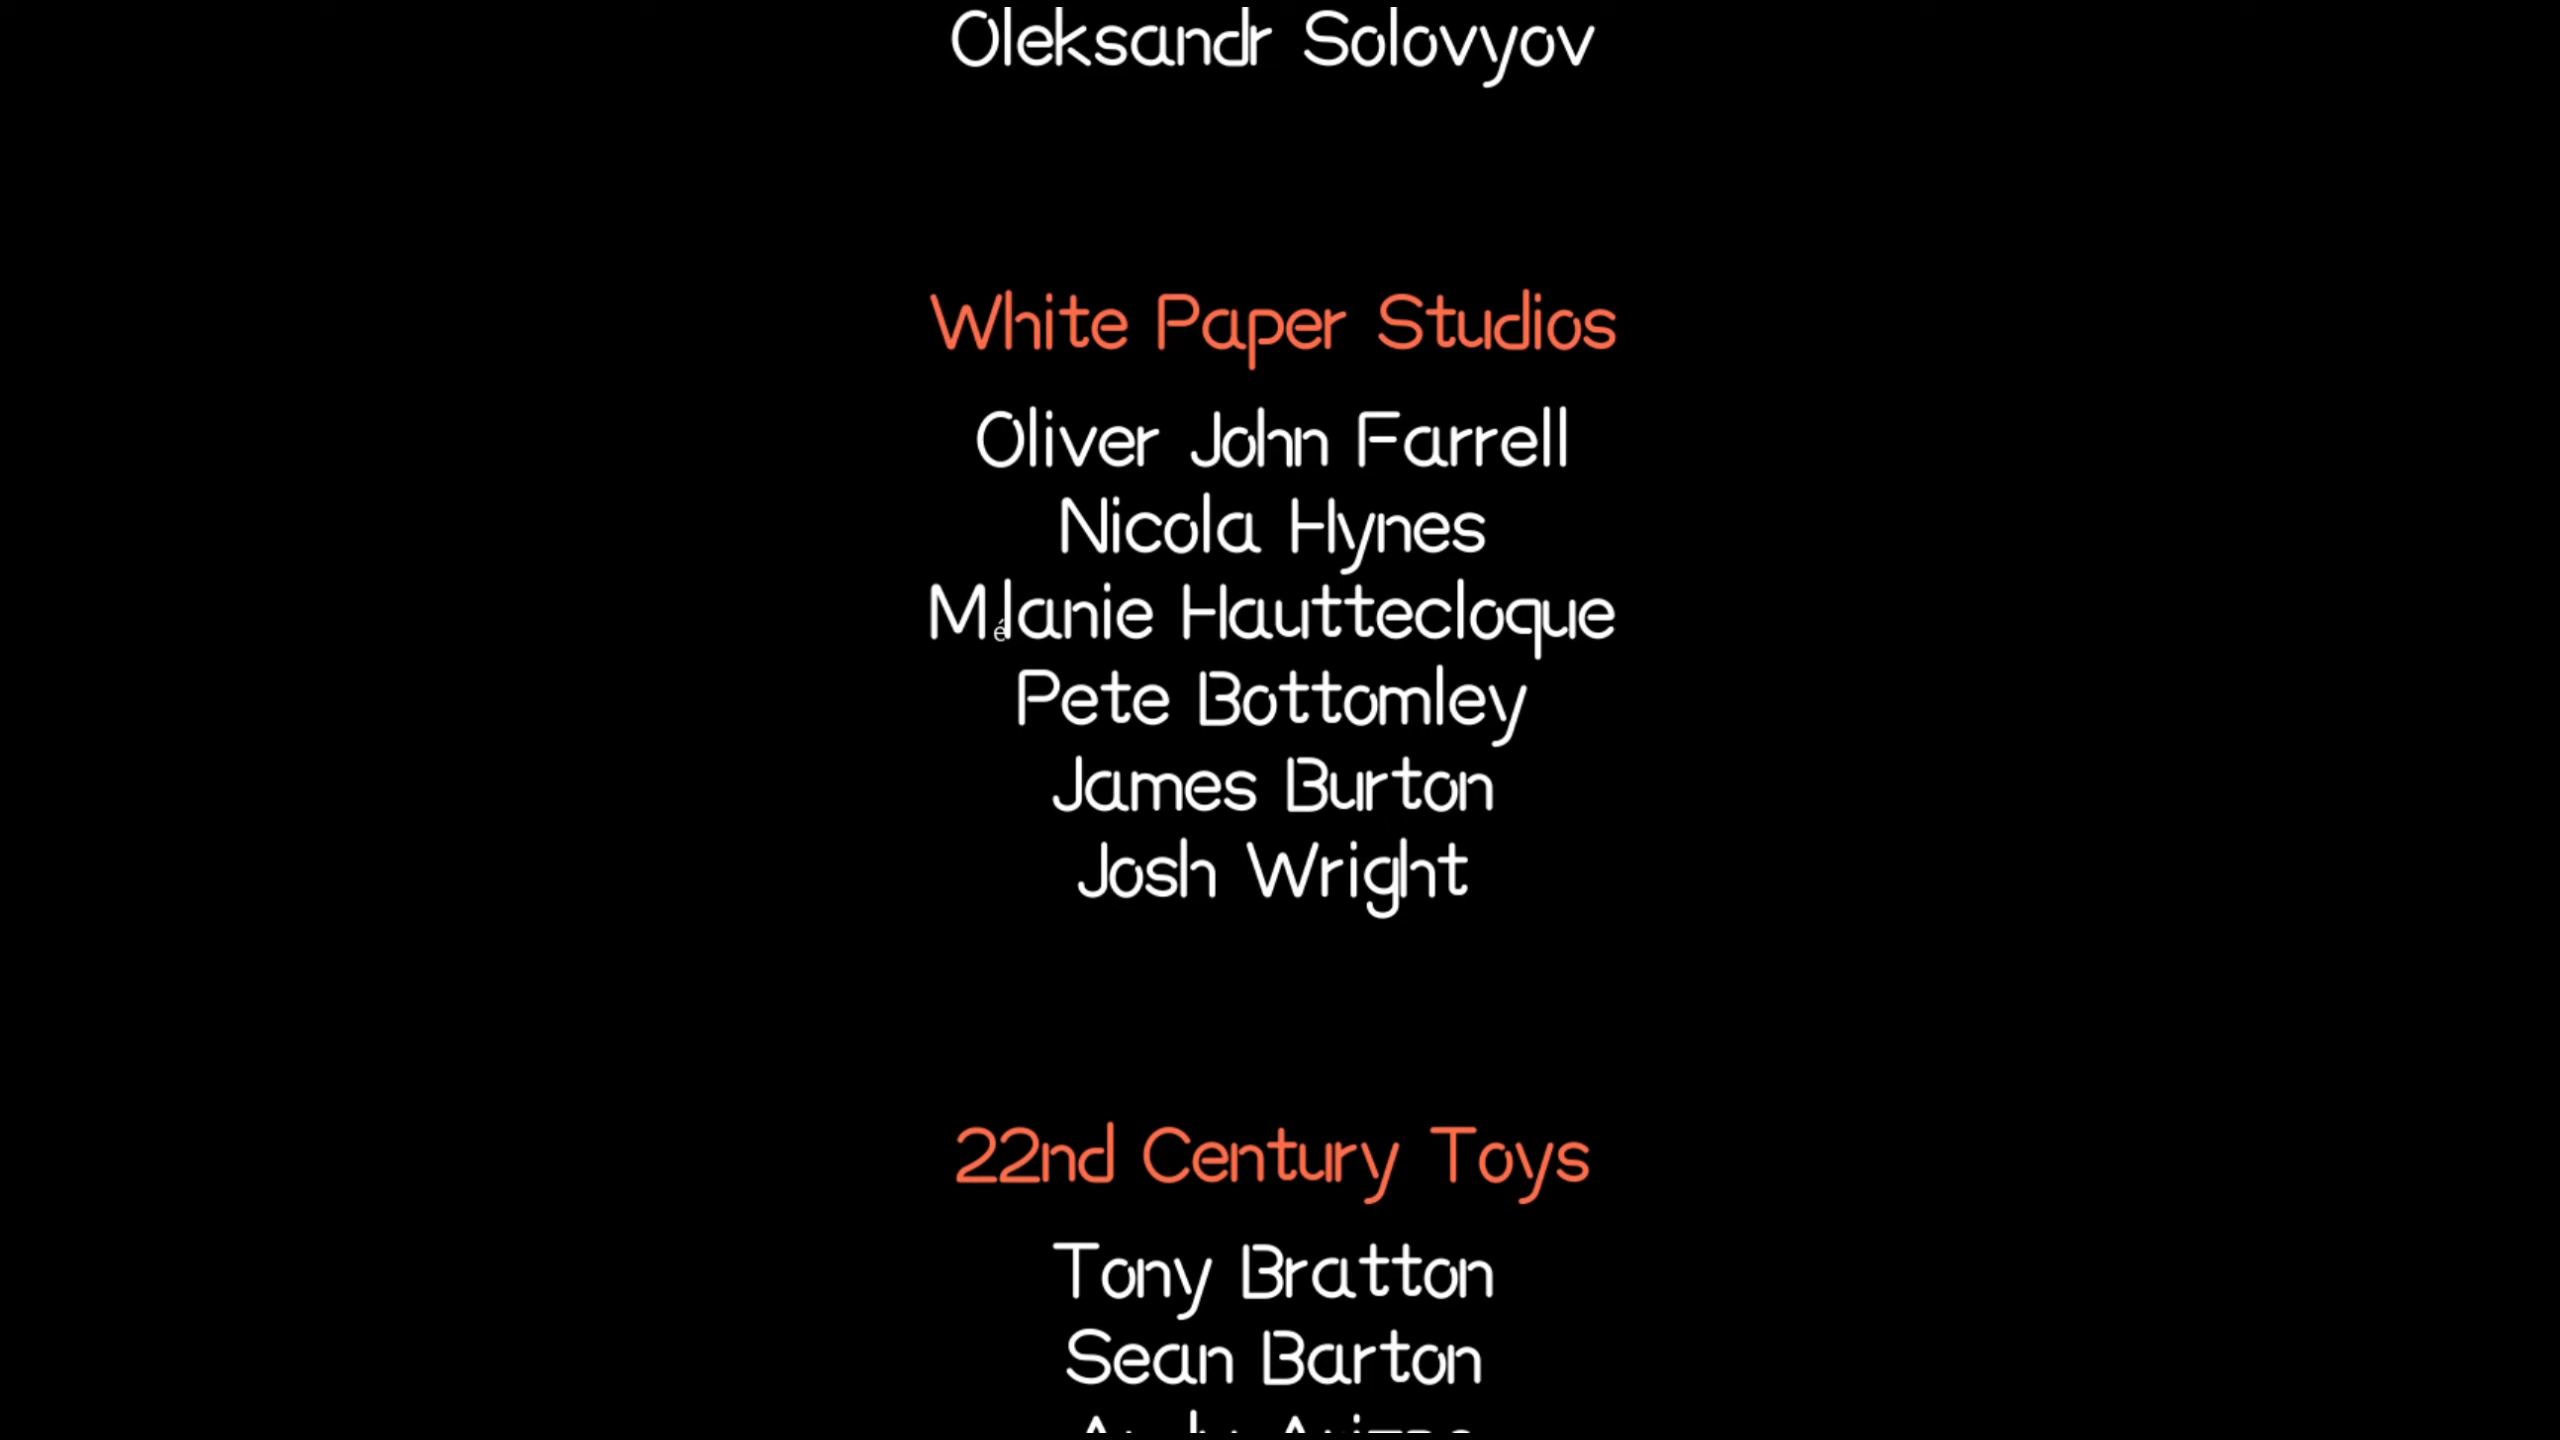 Oleksandr Solovyov
White Paper Studios
Oliver John Farrell
Nicola Hynes
Mélanie Hauttecloque
Pete Bottomley
James Burton
Josh Wright
22nd Century Toys
Tony Bratton
Sean Barton